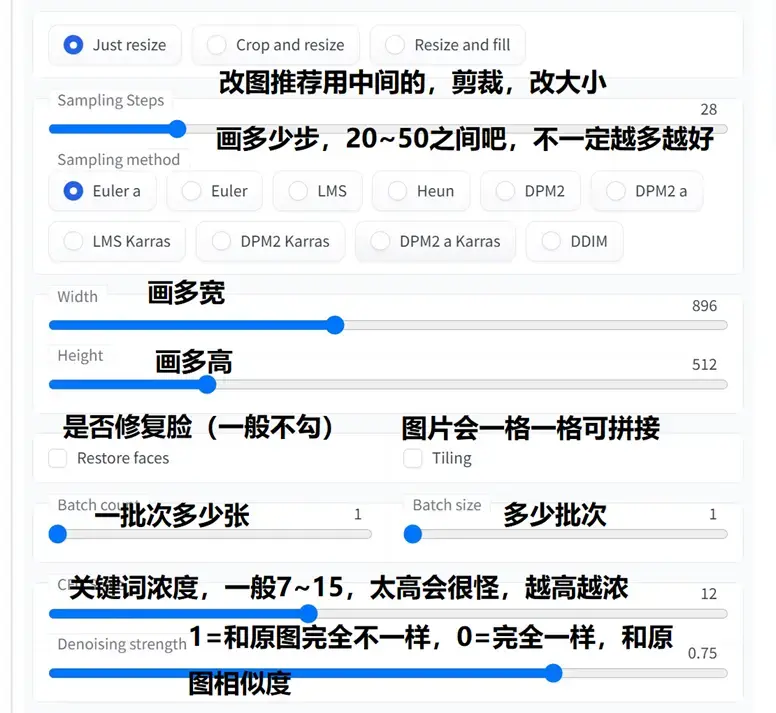 Just resize Crop and resize Resize and fill
改图推荐用中间的，剪裁，改大小
Sampling Steps 28
画多少步，20~50之间吧，不一定越多越好
Sampling method
Euler a Euler LMS Heun DPM2 DPM2 a
LMS Karras DPM2 Karras DPM2 a Karras DDIM
Width 画多宽 896
Height 画多高 512
是否修复脸（一般不勾） 图片会一格一格可拼接
Restore faces Tiling
Batch count 1 Batch size 1
一批次多少张 多少批次
关键词浓度，一般7~15，太高会很怪，越高越浓 12
Denoising strength 1=和原图完全不一样，0=完全一样，和原 0.75
图相似度